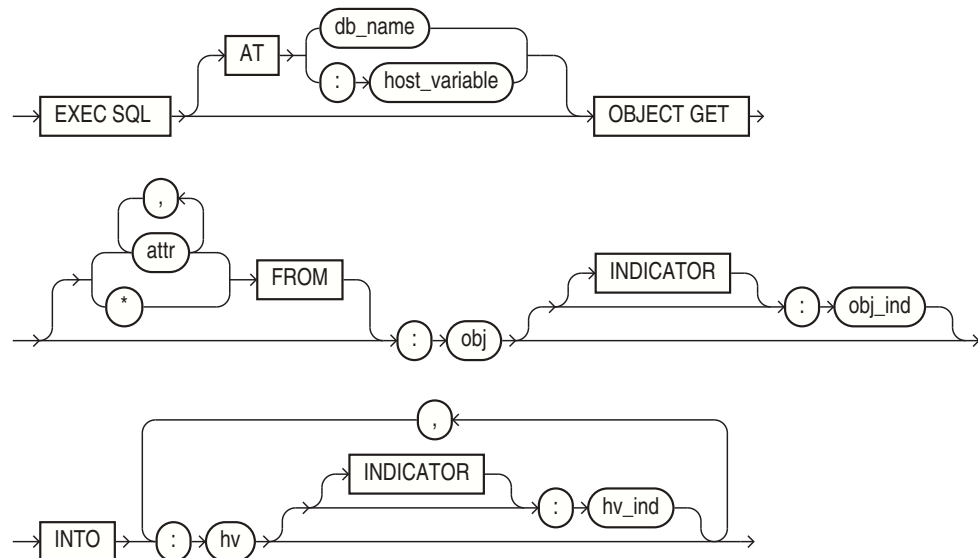 db_name
AT
: host_variable
EXEC SQL OBJECT GET
,
attr
* FROM INDICATOR
: obj : obj_ind
,
INDICATOR
INTO : hv : hv_ind